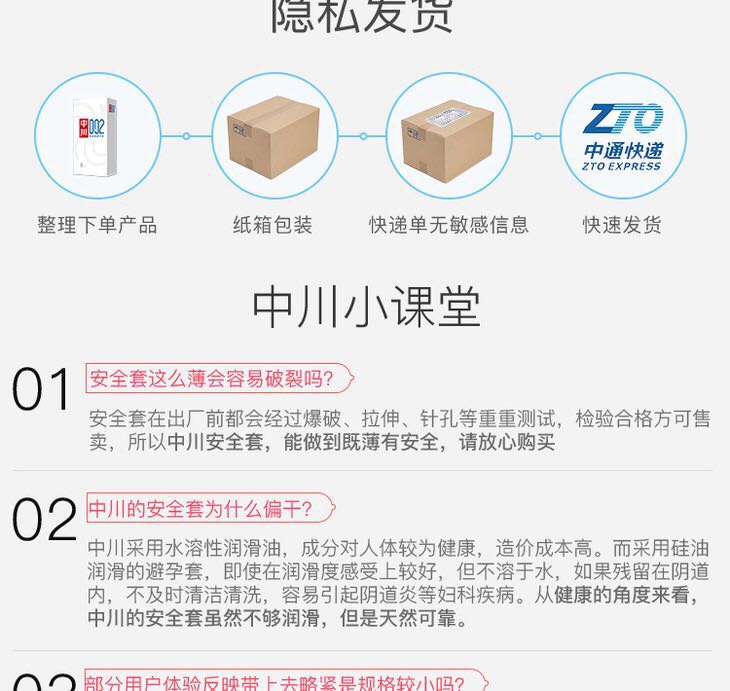 隐私发货
中川
002
ZTO
中通快递
ZTO EXPRESS
整理下单产品
纸箱包装
快递单无敏感信息
快速发货
中川小课堂
01
安全套这么薄会容易破裂吗?
安全套在出厂前都会经过爆破、拉伸、针孔等重重测试，检验合格方可售
卖，所以中川安全套，能做到既薄有安全，请放心购买
02
中川的安全套为什么偏干?
中川采用水溶性润滑油，成分对人体较为健康，造价成本高。而采用硅油
润滑的避孕套，即使在润滑度感受上较好，但不溶于水，如果残留在阴道
内，不及时清洁清洗，容易引起阴道炎等妇科疾病。从健康的角度来看，
中川的安全套虽然不够润滑，但是天然可靠。
03
部分用户体验反映带上去略紧是规格较小吗?